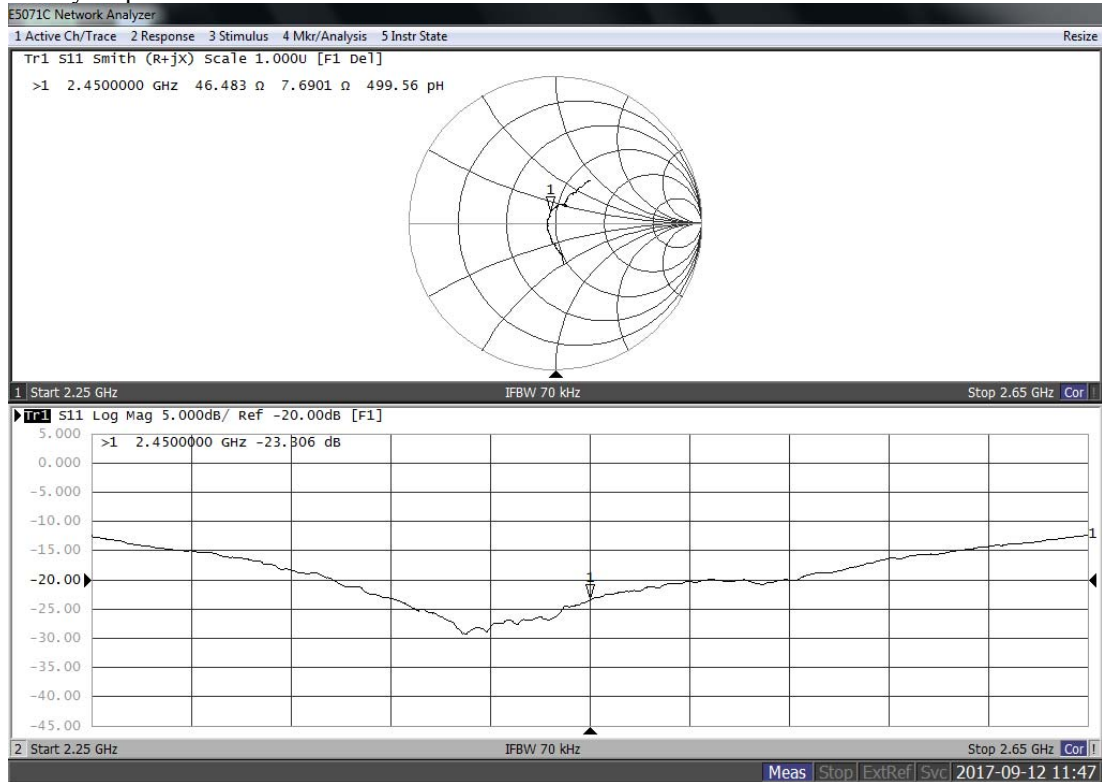 E5071C Network Analyzer
1 Active Ch/Trace 2 Response 3 Stimulus 4 Mkr/Analysis 5 Instr State Resize
Tr1 S11 Smith (R+jX) Scale 1.000U [F1 Del]
>1 2.4500000 GHz 46.483 Ω 7.6901 Ω 499.56 pH
1
1 Start 2.25 GHz IFBW 70 kHz Stop 2.65 GHz Cor !
Tr1 S11 Log Mag 5.000dB/ Ref -20.00dB [F1]
5.000
>1 2.4500000 GHz -23.306 dB
0.000
-5.000
-10.00
1
-15.00
-20.00
1
-25.00
-30.00
-35.00
-40.00
-45.00
2 Start 2.25 GHz IFBW 70 kHz Stop 2.65 GHz Cor !
Meas Stop ExtRef Svc 2017-09-12 11:47